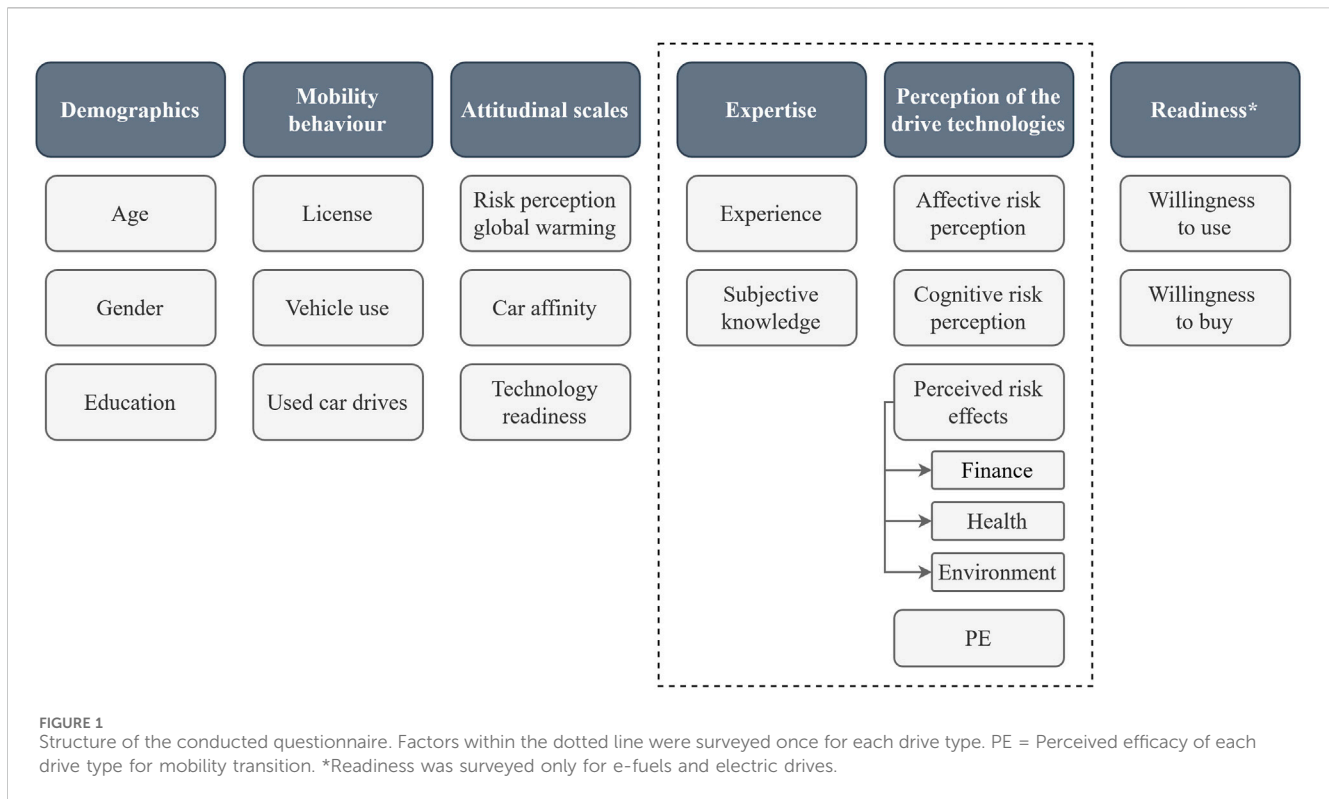 Demographics
Mobility
behaviour
Attitudinal scales
Expertise
Perception of the
drive technologies
Readiness*
Age
License
Risk perception
global warming
Experience
Affective risk
perception
Willingness
to use
Gender
Vehicle use
Car affinity
Subjective
knowledge
Cognitive risk
perception
Willingness
to buy
Education
Used car drives
Technology
readiness
Perceived risk
effects
Finance
Health
Environment
PE
FIGURE 1
Structure of the conducted questionnaire. Factors within the dotted line were surveyed once for each drive type. PE = Perceived efficacy of each
drive type for mobility transition. *Readiness was surveyed only for e-fuels and electric drives.